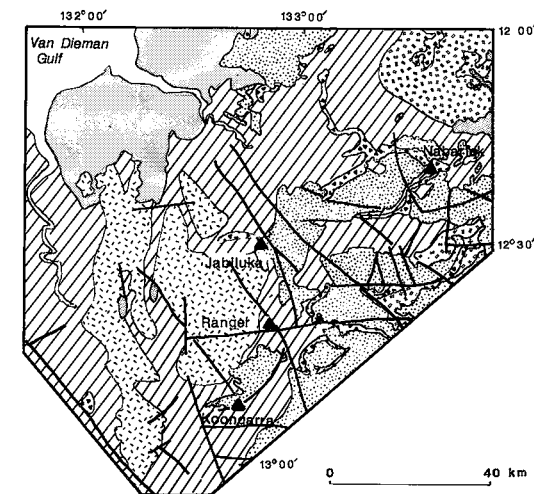 132°00'
133°00'
12 00'
Van Dieman
Gulf
Nabarlek
12°30'
Jabiluka
Ranger
Koongarra
13°00'
0
40 km